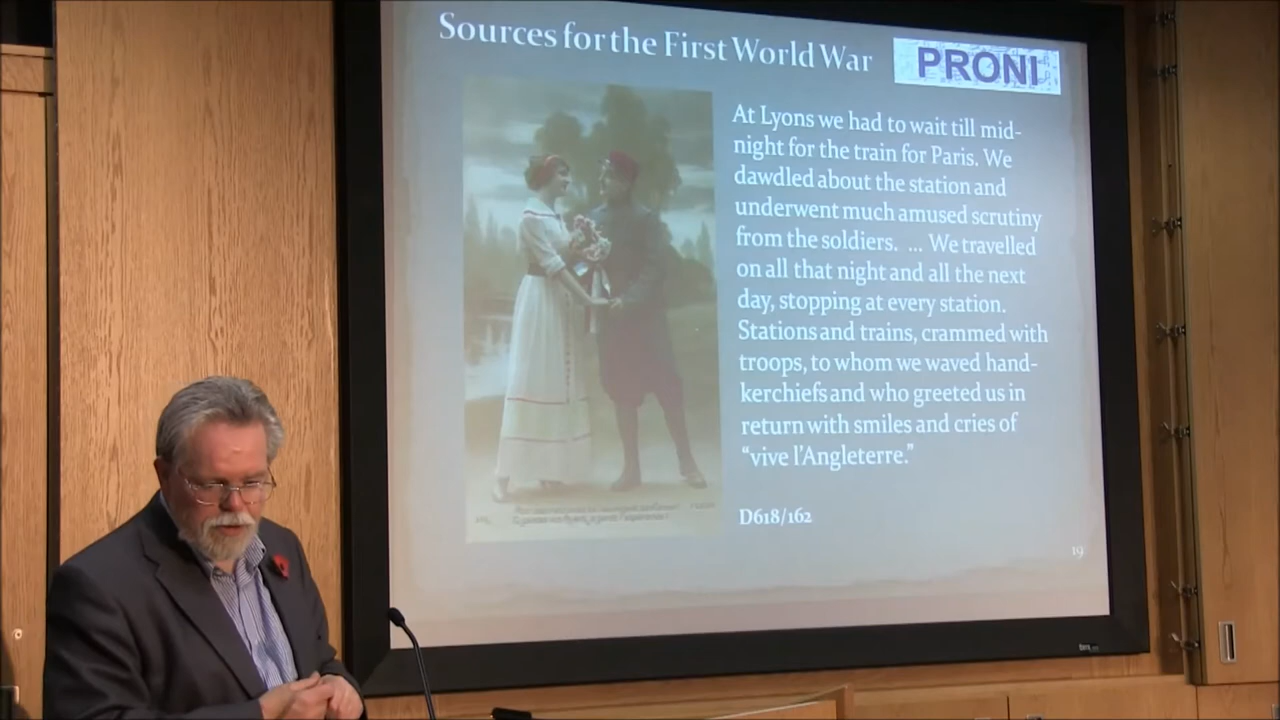 Sources for the First World War
PRONI
At Lyons we had to wait till mid-
night for the train for Paris. We
dawdled about the station and
underwent much amused scrutiny
from the soldiers. ... We travelled
on all that night and all the next
day, stopping at every station.
Stations and trains, crammed with
troops, to whom we waved hand-
kerchiefs and who greeted us in
return with smiles and cries of
“vive l’Angleterre.”
D618/162
19